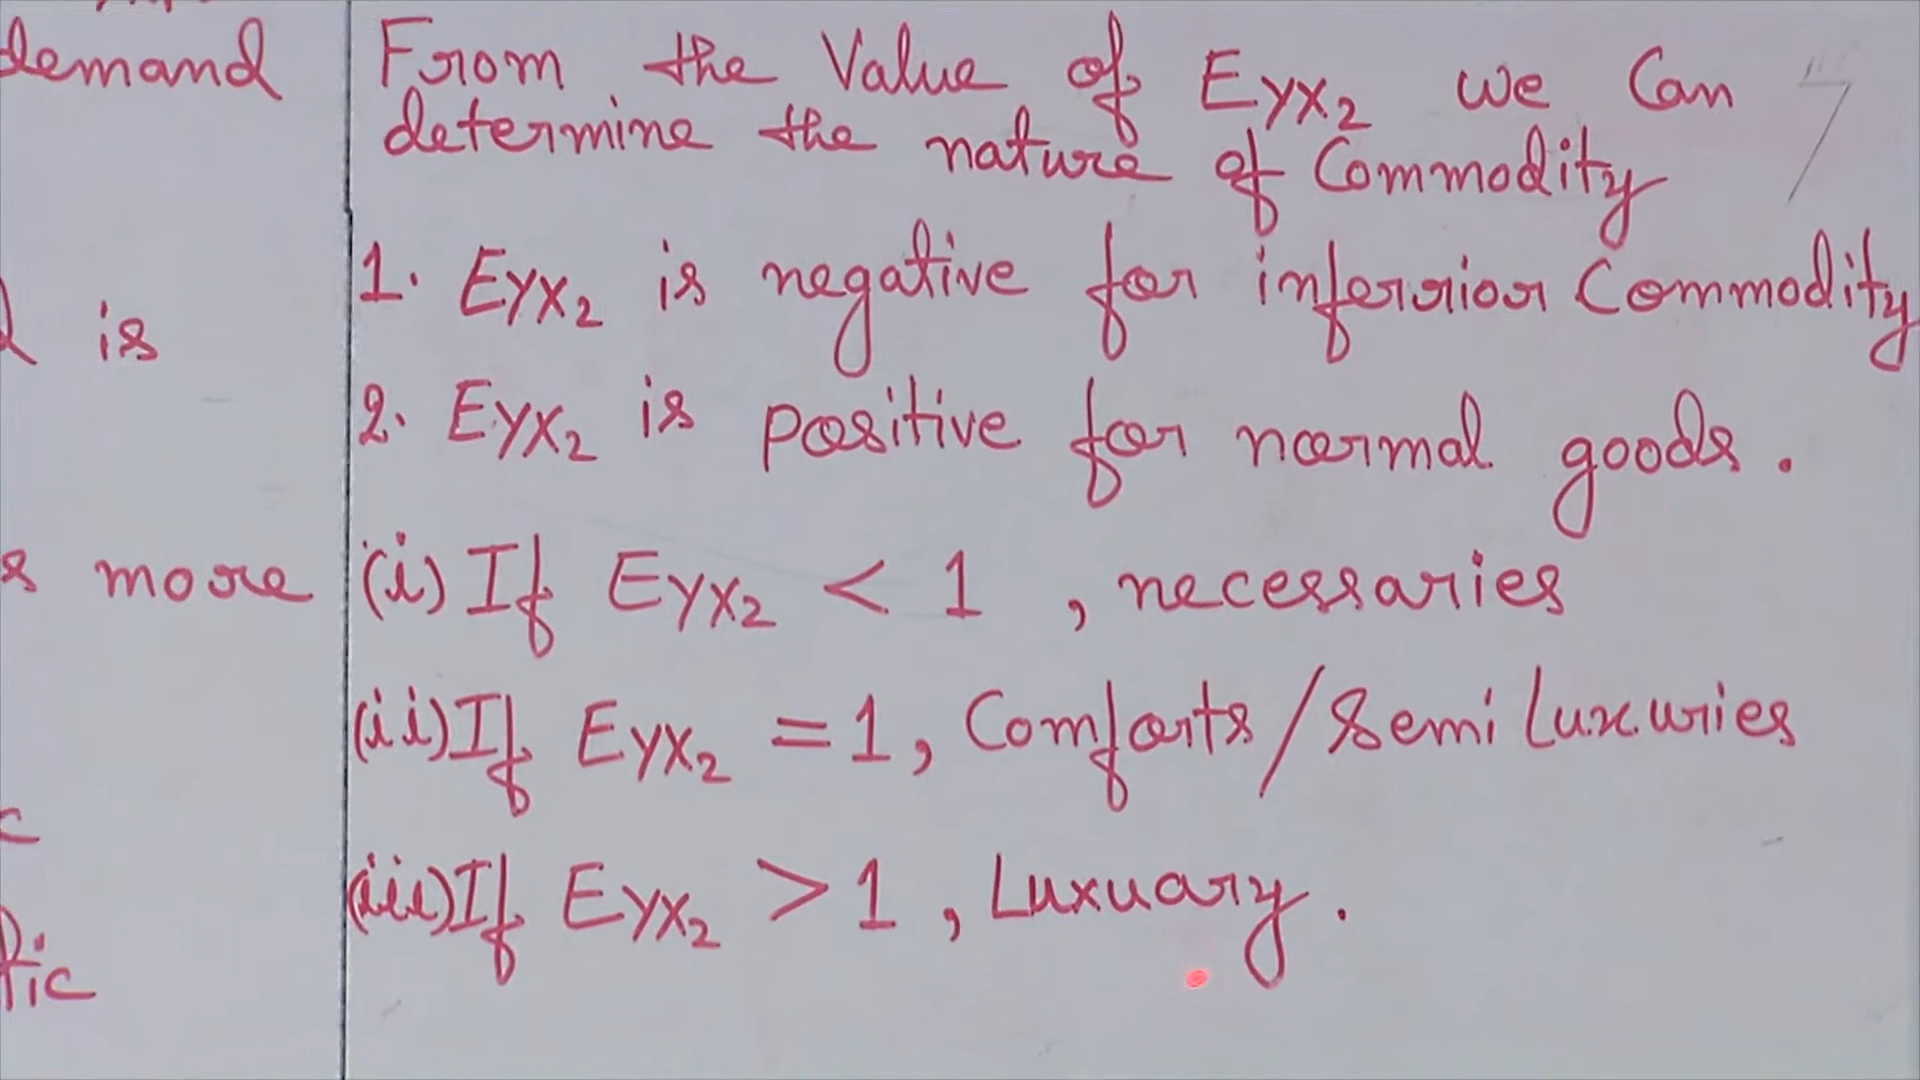 demand
is
more
c
tic
From the Value of EYX2 we Can
determine the nature of Commodity
1. EYX2 is negative for inferrior Commodity
2. EYX2 is positive for normal goods.
(i) If EYX2 < 1 , necessaries
(ii) If EYX2 = 1, Comforts/Semi Luxuries
(iii) If EYX2 > 1 , Luxuary.